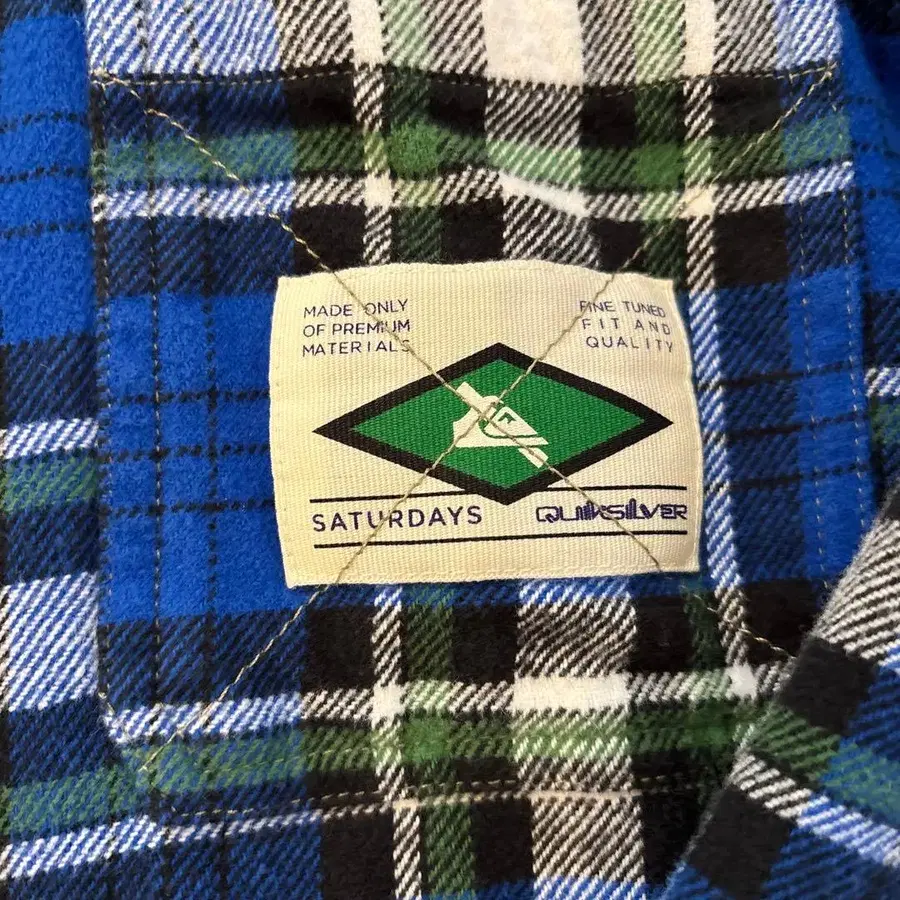 MADE ONLY
OF PREMIUM
MATERIALS
FINE TUNED
FIT AND
QUALITY
SATURDAYS
QUIKSILVER